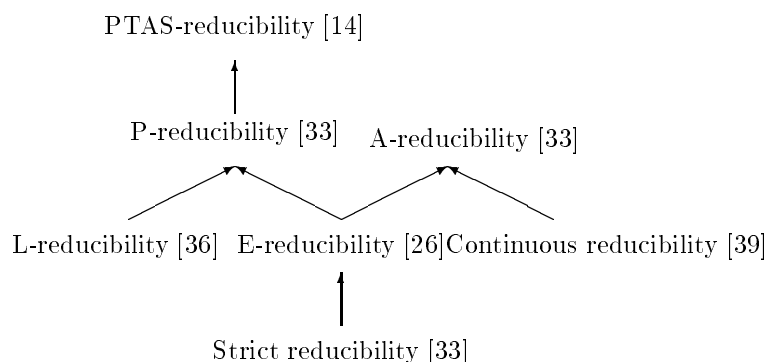 PTAS-reducibility [14]
P-reducibility [33]
A-reducibility [33]
L-reducibility [36]
E-reducibility [26]
Continuous reducibility [39]
Strict reducibility [33]